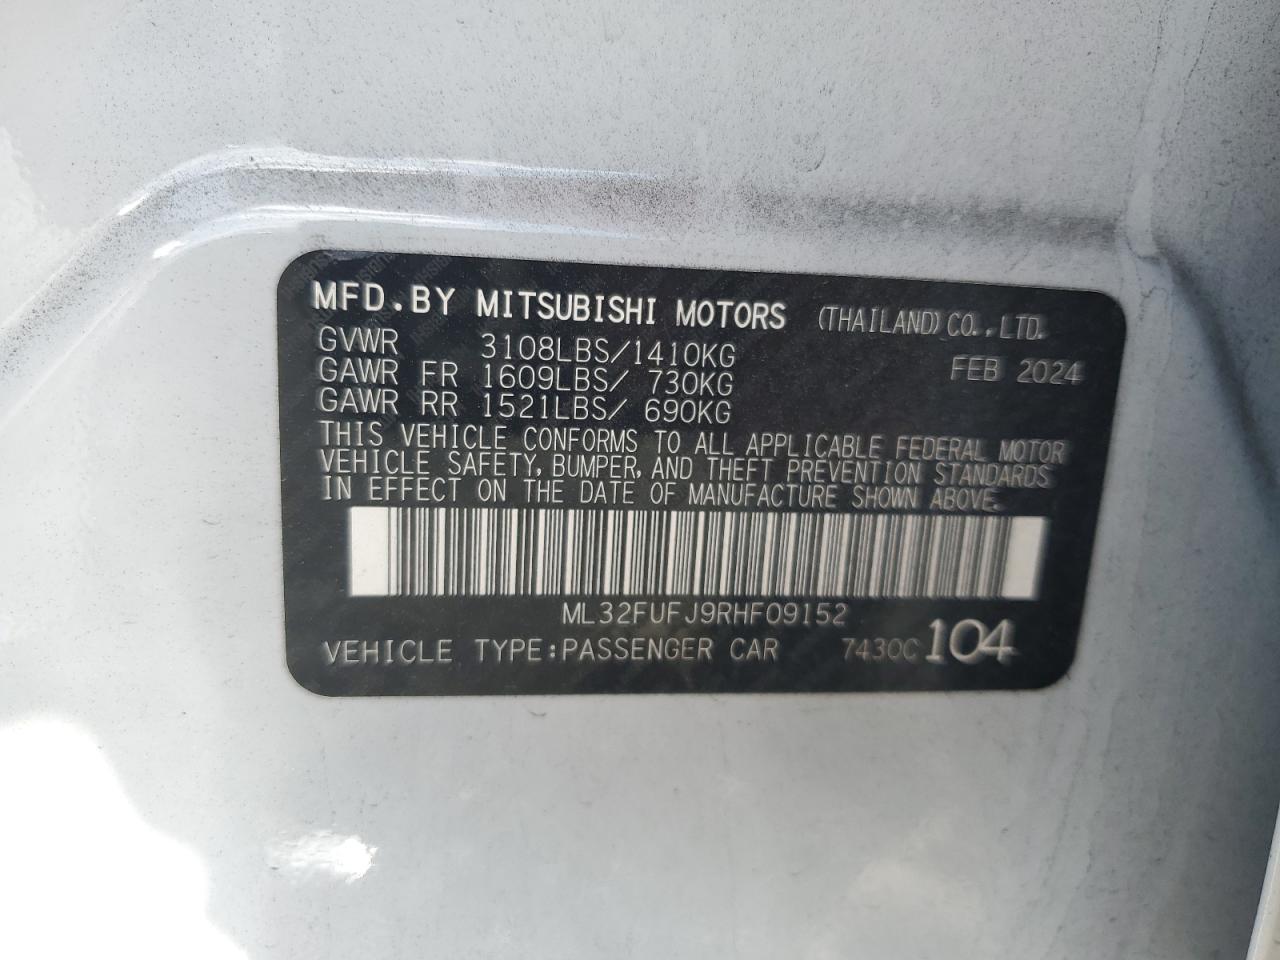 MFD.BY MITSUBISHI MOTORS (THAILAND)CO.,LTD.
GVWR 3108LBS/1410KG FEB 2024
GAWR FR 1609LBS/ 730KG
GAWR RR 1521LBS/ 690KG
THIS VEHICLE CONFORMS TO ALL APPLICABLE FEDERAL MOTOR
VEHICLE SAFETY, BUMPER, AND THEFT PREVENTION STANDARDS
IN EFFECT ON THE DATE OF MANUFACTURE SHOWN ABOVE.
ML32FUFJ9RHF09152
VEHICLE TYPE:PASSENGER CAR 7430C 104